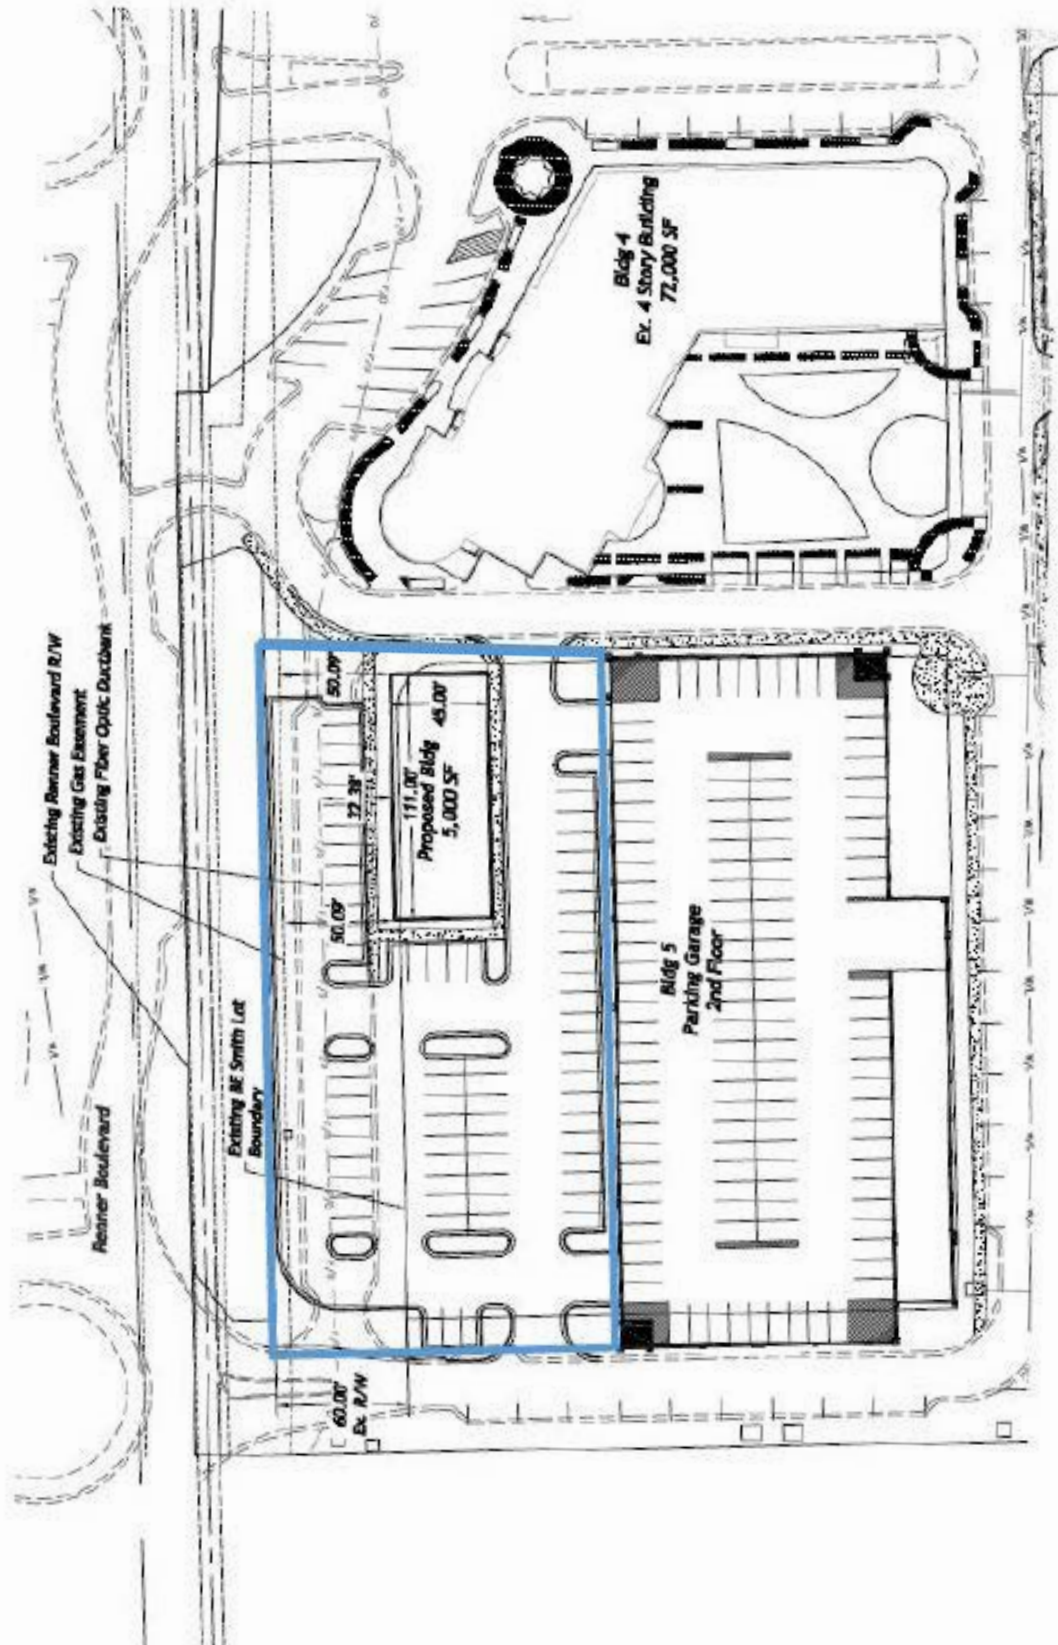 Bldg 4
Ex. 4 Story Building
72,000 SF
Existing Renner Boulevard R/W
Existing Gas Easement
Existing Fiber Optic Ductbank
50.09'
45.00'
111.00'
Proposed Bldg
5,000 SF
50.09'
Bldg 5
Parking Garage
2nd Floor
Existing BE Smith Lot
Boundary
Renner Boulevard
60.00'
Ex. R/W